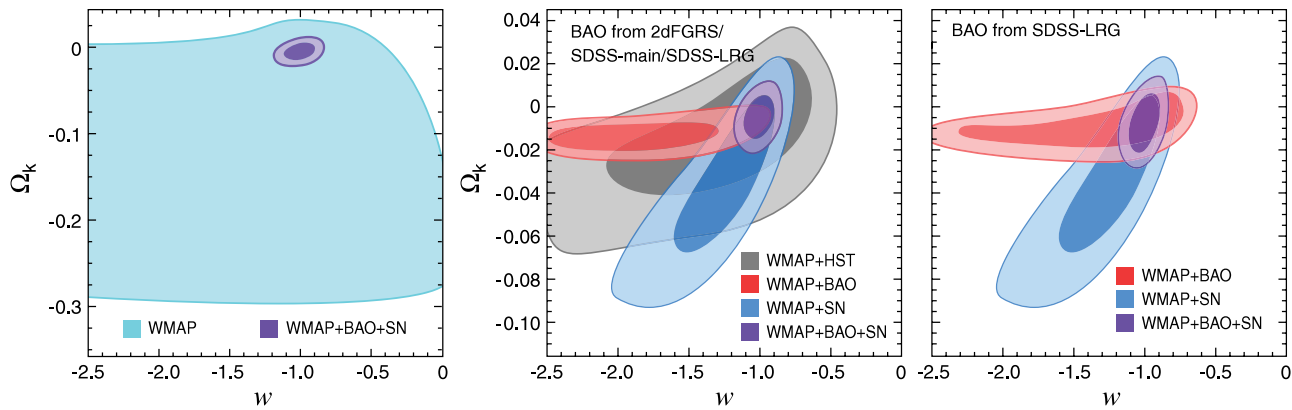 0
-0.1
-0.2
-0.3
Ωk
WMAP
WMAP+BAO+SN
-2.5 -2.0 -1.5 -1.0 -0.5 0
w
0.04
0.02
0
-0.02
-0.04
-0.06
-0.08
-0.10
Ωk
BAO from 2dFGRS/
SDSS-main/SDSS-LRG
WMAP+HST
WMAP+BAO
WMAP+SN
WMAP+BAO+SN
-2.5 -2.0 -1.5 -1.0 -0.5 0
w
BAO from SDSS-LRG
WMAP+BAO
WMAP+SN
WMAP+BAO+SN
-2.5 -2.0 -1.5 -1.0 -0.5 0
w